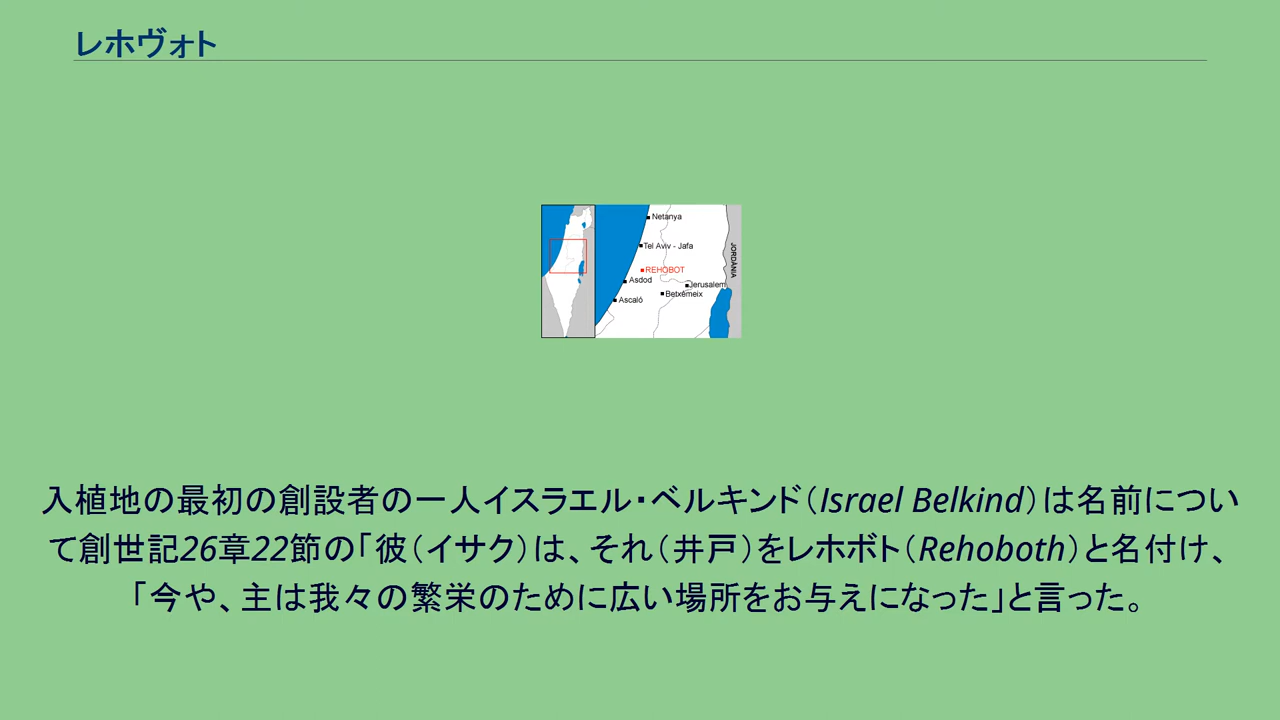 レホヴォト
Netanya
Tel Aviv - Jafa
REHOBOT
Asdod
Jerusalem
Betxémeix
Ascaló
JORDÀNIA
入植地の最初の創設者の一人イスラエル・ベルキンド（Israel Belkind）は名前につい
て創世記26章22節の「彼（イサク）は、それ（井戸）をレホボト（Rehoboth）と名付け、
「今や、主は我々の繁栄のために広い場所をお与えになった」と言った。